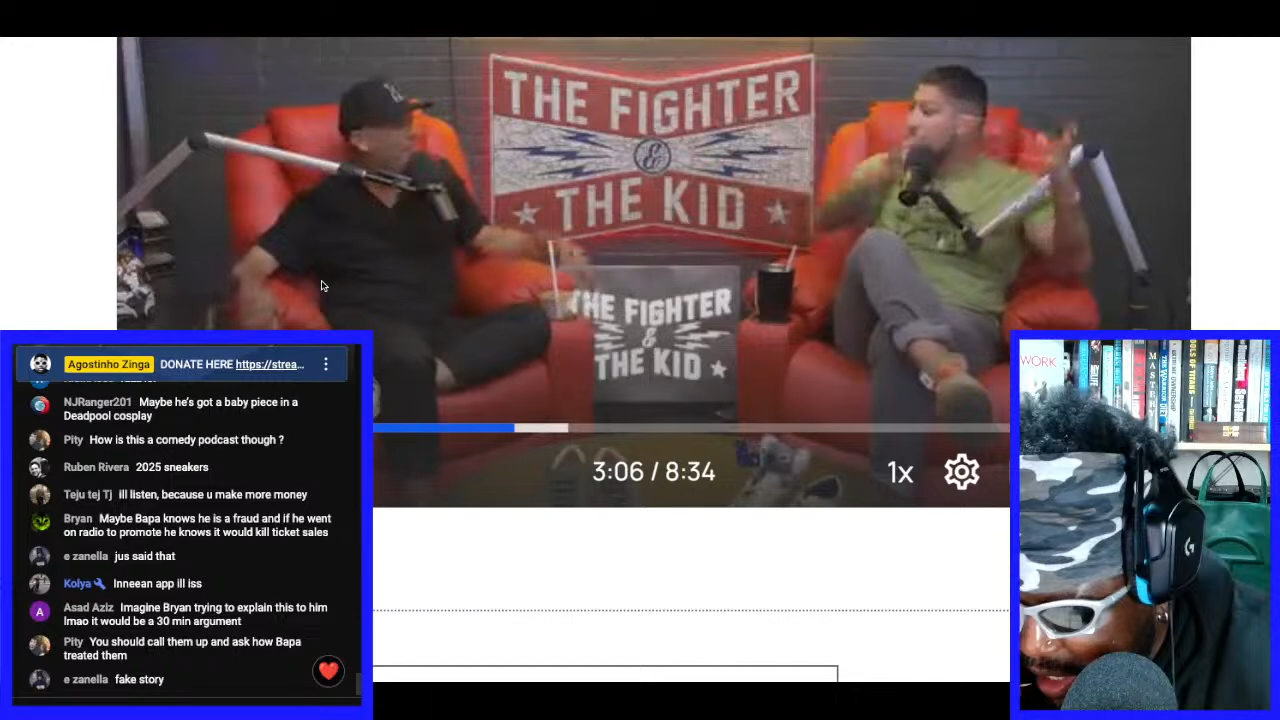 THE FIGHTER
&
THE KID
THE FIGHTER
&
THE KID
3:06 / 8:34
1x
Agostinho Zinga DONATE HERE https://strea...
NJRanger201 Maybe he's got a baby piece in a
Deadpool cosplay
Pity How is this a comedy podcast though ?
Ruben Rivera 2025 sneakers
Teju tej Tj ill listen, because u make more money
Bryan Maybe Bapa knows he is a fraud and if he went
on radio to promote he knows it would kill ticket sales
e zanella jus said that
Kolya Inneean app ill iss
A
Asad Aziz Imagine Bryan trying to explain this to him
lmao it would be a 30 min argument
Pity You should call them up and ask how Bapa
treated them
e zanella fake story
WORK
MASTERY
G